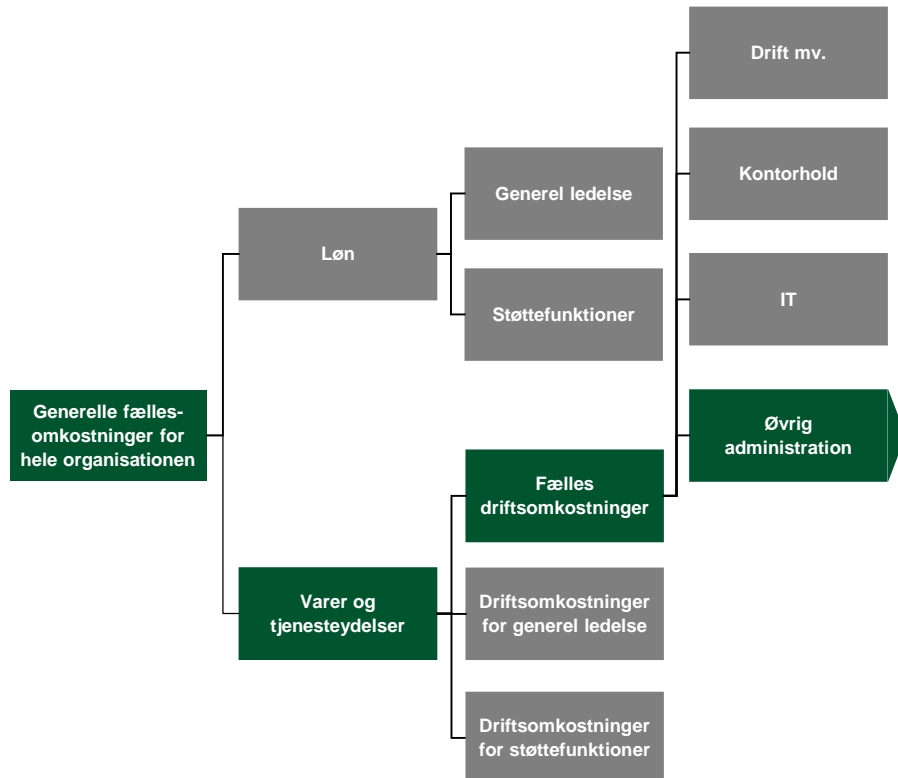 Generelle fælles-
omkostninger for
hele organisationen
Løn
Varer og
tjenesteydelser
Generel ledelse
Støttefunktioner
Fælles
driftsomkostninger
Driftsomkostninger
for generel ledelse
Driftsomkostninger
for støttefunktioner
Drift mv.
Kontorhold
IT
Øvrig
administration